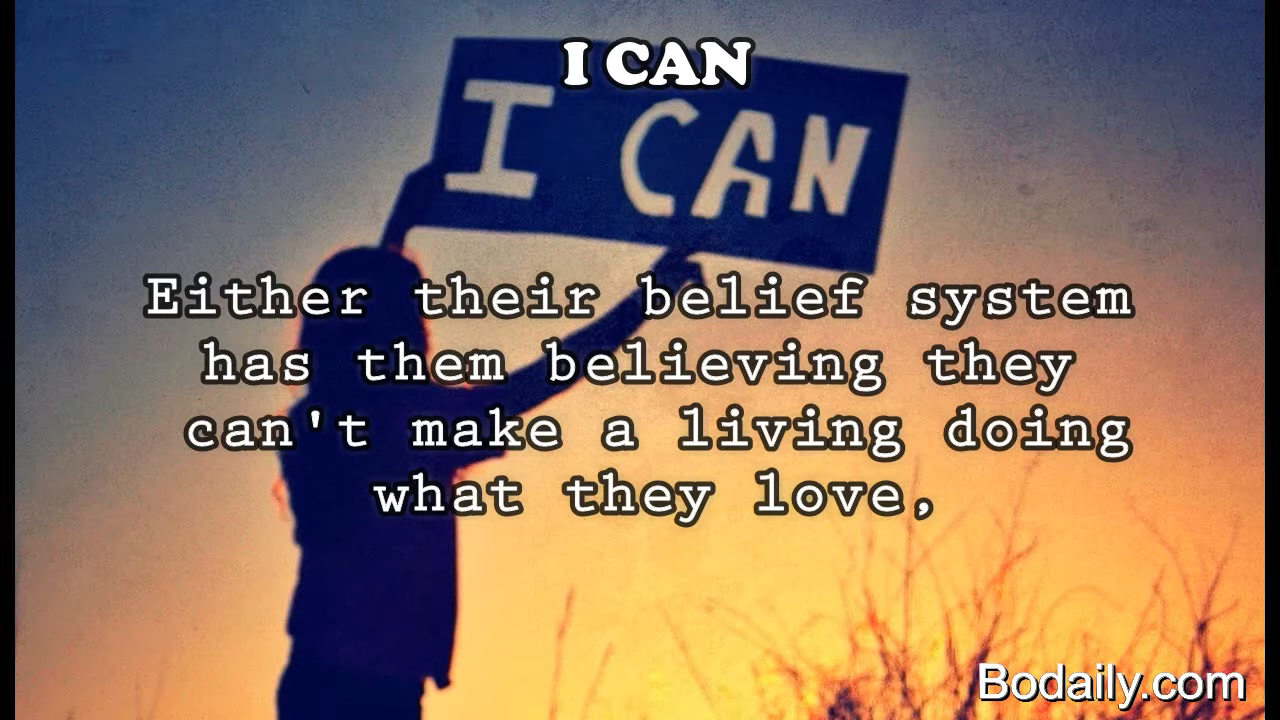 I CAN
I CAN
Either their belief system
has them believing they
can't make a living doing
what they love,
Bodaily.com